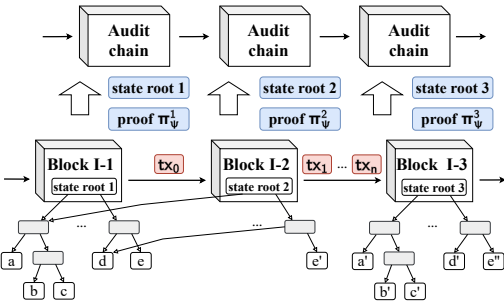 Audit chain
Audit chain
Audit chain
state root 1
state root 2
state root 3
proof π¹_ψ
proof π²_ψ
proof π³_ψ
Block I-1
tx₀
Block I-2
tx₁ ... txₙ
Block I-3
state root 1
state root 2
state root 3
...
...
...
a
d
e
e'
a'
d'
e"
b
c
b'
c'